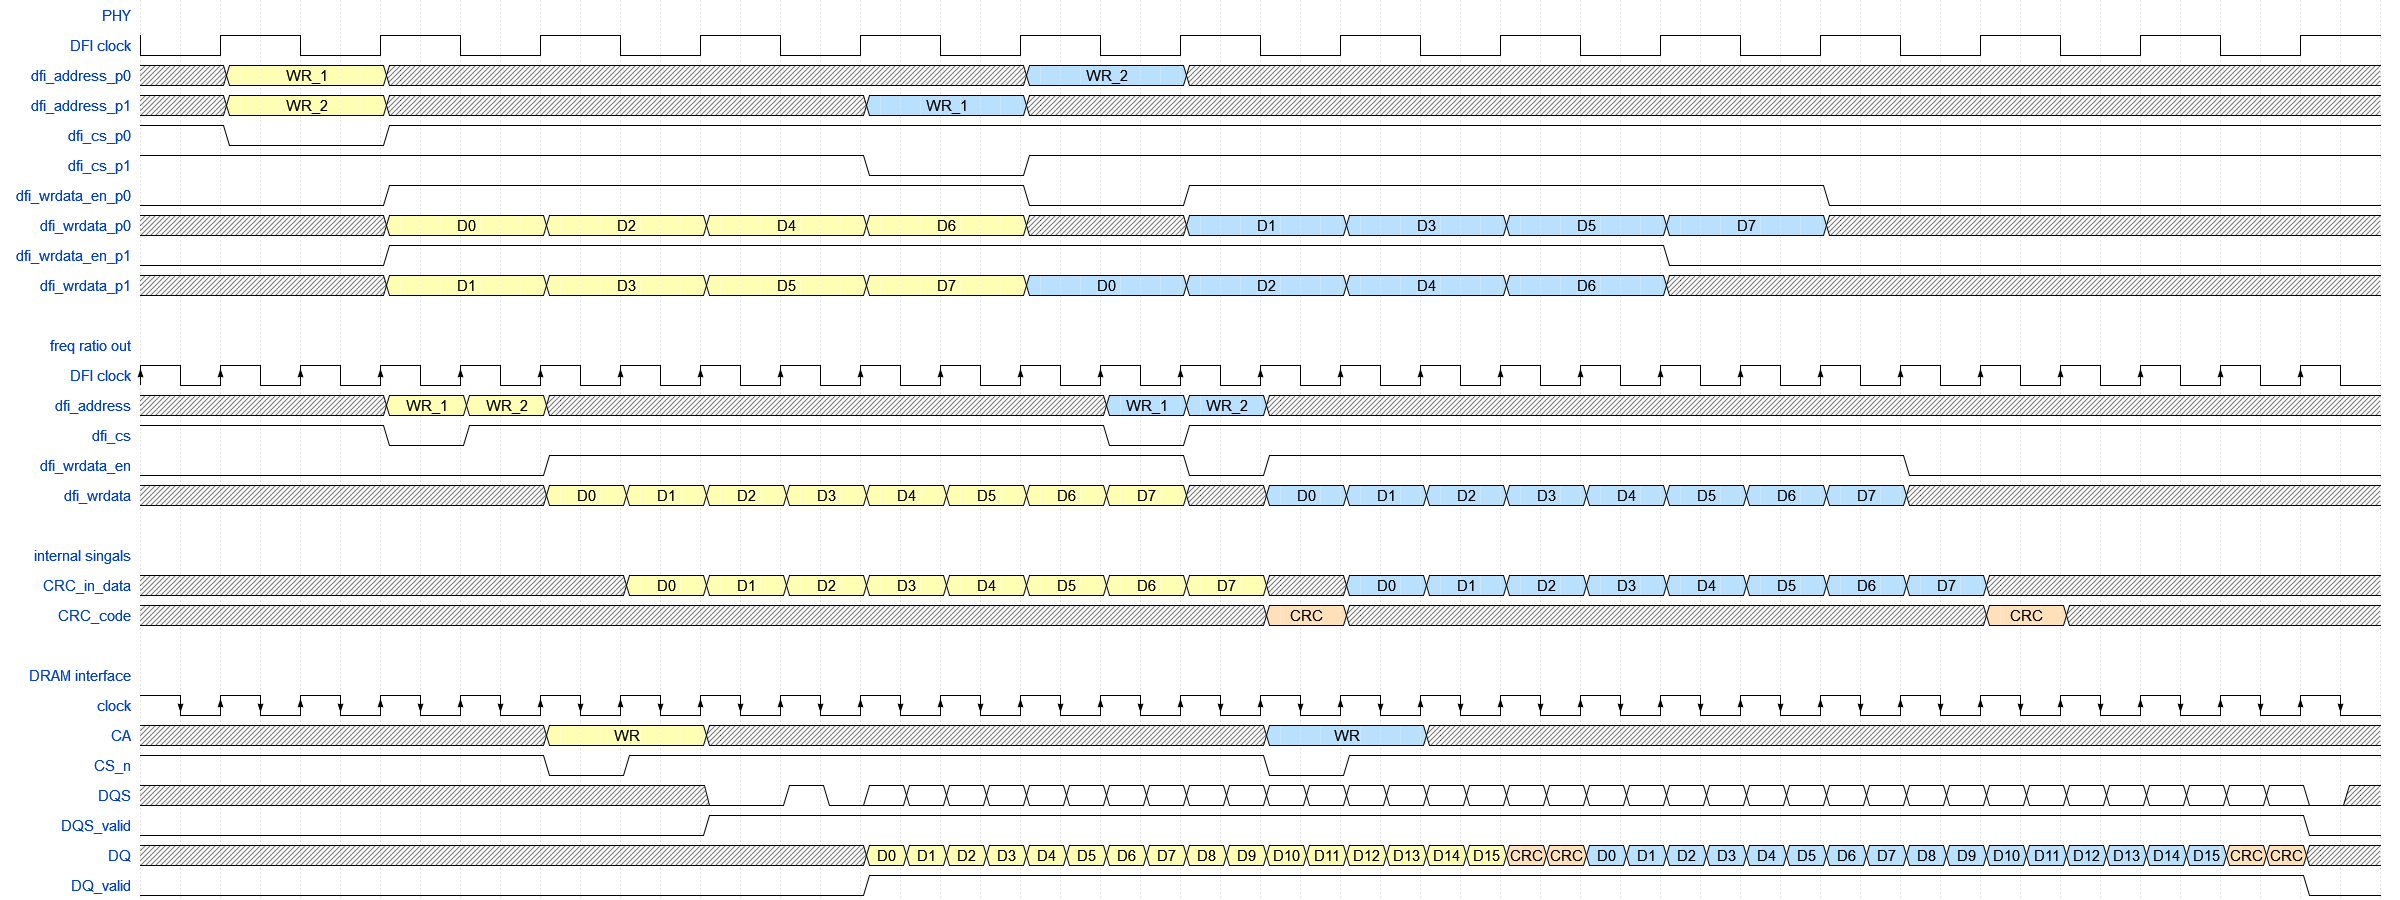 PHY
DFI clock
dfi_address_p0 WR_1 WR_2
dfi_address_p1 WR_2 WR_1
dfi_cs_p0
dfi_cs_p1
dfi_wrdata_en_p0
dfi_wrdata_p0 D0 D2 D4 D6 D1 D3 D5 D7
dfi_wrdata_en_p1
dfi_wrdata_p1 D1 D3 D5 D7 D0 D2 D4 D6
freq ratio out
DFI clock
dfi_address WR_1 WR_2 WR_1 WR_2
dfi_cs
dfi_wrdata_en
dfi_wrdata D0 D1 D2 D3 D4 D5 D6 D7 D0 D1 D2 D3 D4 D5 D6 D7
internal singals
CRC_in_data D0 D1 D2 D3 D4 D5 D6 D7 D0 D1 D2 D3 D4 D5 D6 D7
CRC_code CRC CRC
DRAM interface
clock
CA WR WR
CS_n
DQS
DQS_valid
DQ D0 D1 D2 D3 D4 D5 D6 D7 D8 D9 D10 D11 D12 D13 D14 D15 CRC CRC D0 D1 D2 D3 D4 D5 D6 D7 D8 D9 D10 D11 D12 D13 D14 D15 CRC CRC
DQ_valid